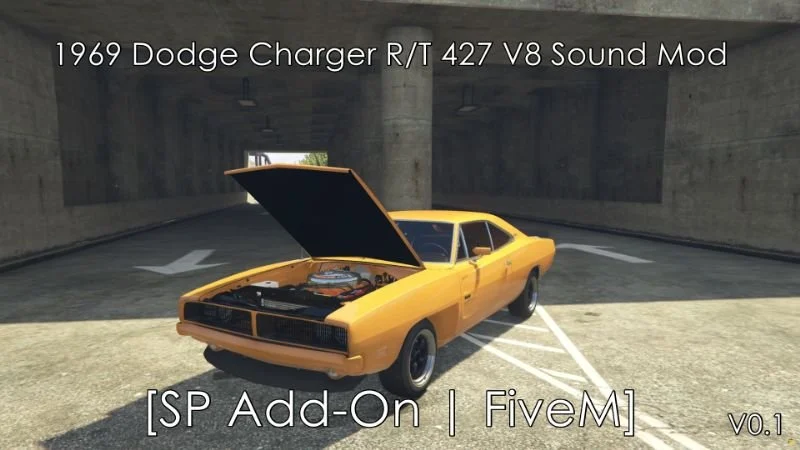 1969 Dodge Charger R/T 427 V8 Sound Mod
[SP Add-On | FiveM]
V0.1